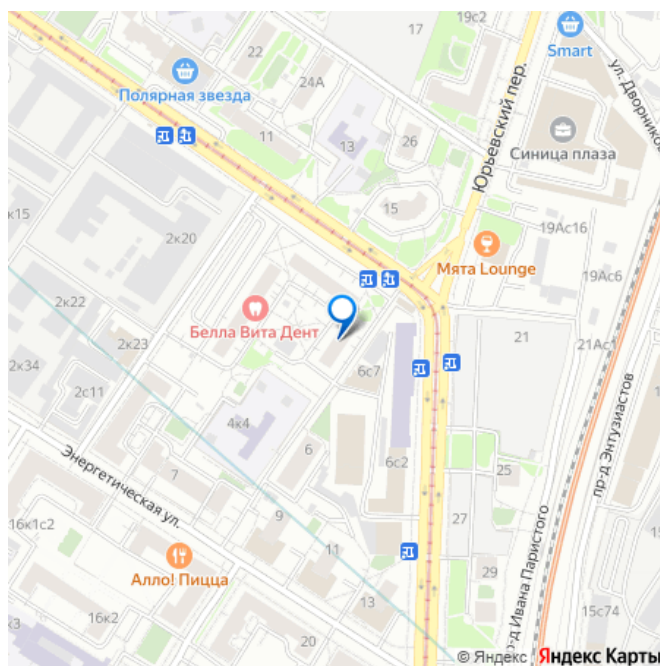 19с2
17
Smart
22
24А
ул. Дворников
Полярная звезда
Юрьевский пер.
11
13
26
Синица плаза
к15
15
2к20
19Ас16
Мята Lounge
19Ас6
2к22
Белла Вита Дент
2к23
21
21Ас1
2к34
6с7
2с11
4к4
пр-д Энтузиастов
Энергетическая ул.
6
6с2
7
25
16к1с2
9
27
11
Алло! Пицца
29
13
15с74
16к2
к3
20
р-д Ивана Паристого
© Яндекс Яндекс Карты